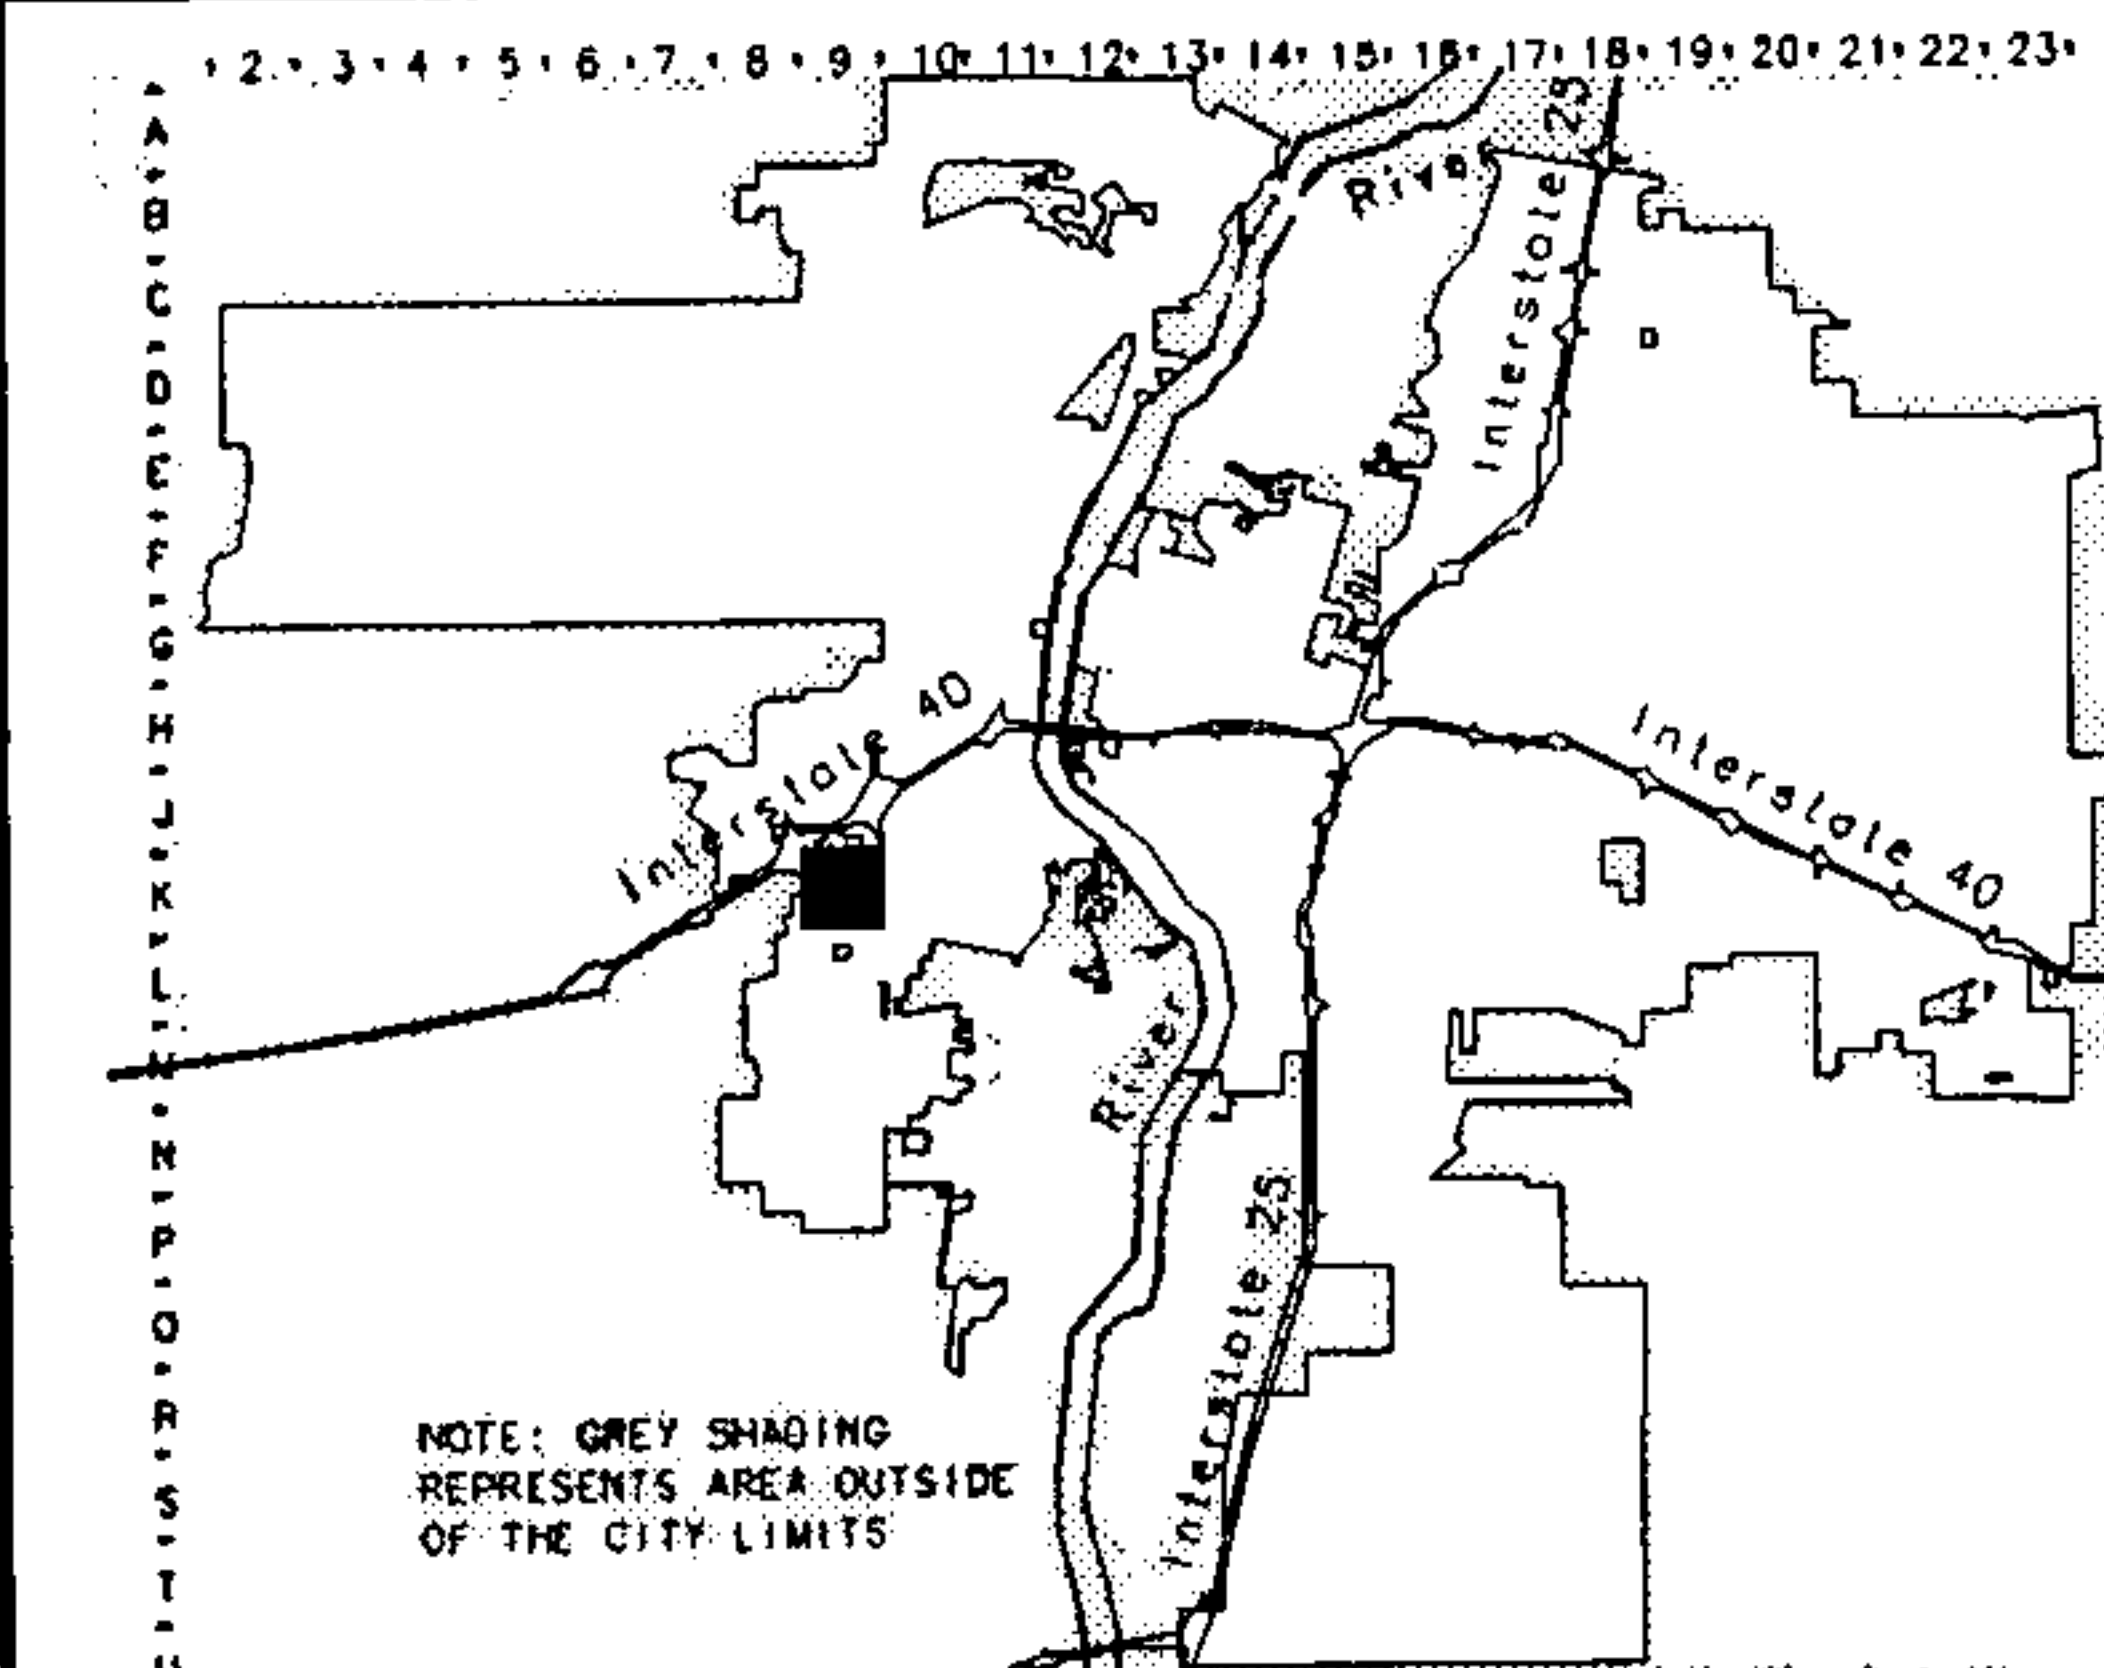 2 3 4 5 6 7 8 9 10 11 12 13 14 15 16 17 18 19 20 21 22 23
A
B
C
D
E
F
G
H
J
K
L
M
N
P
Q
R
S
T
River
Interstate 25
Interstate 40
Interstate 40
River
Interstate 25
NOTE: GREY SHADING
REPRESENTS AREA OUTSIDE
OF THE CITY LIMITS